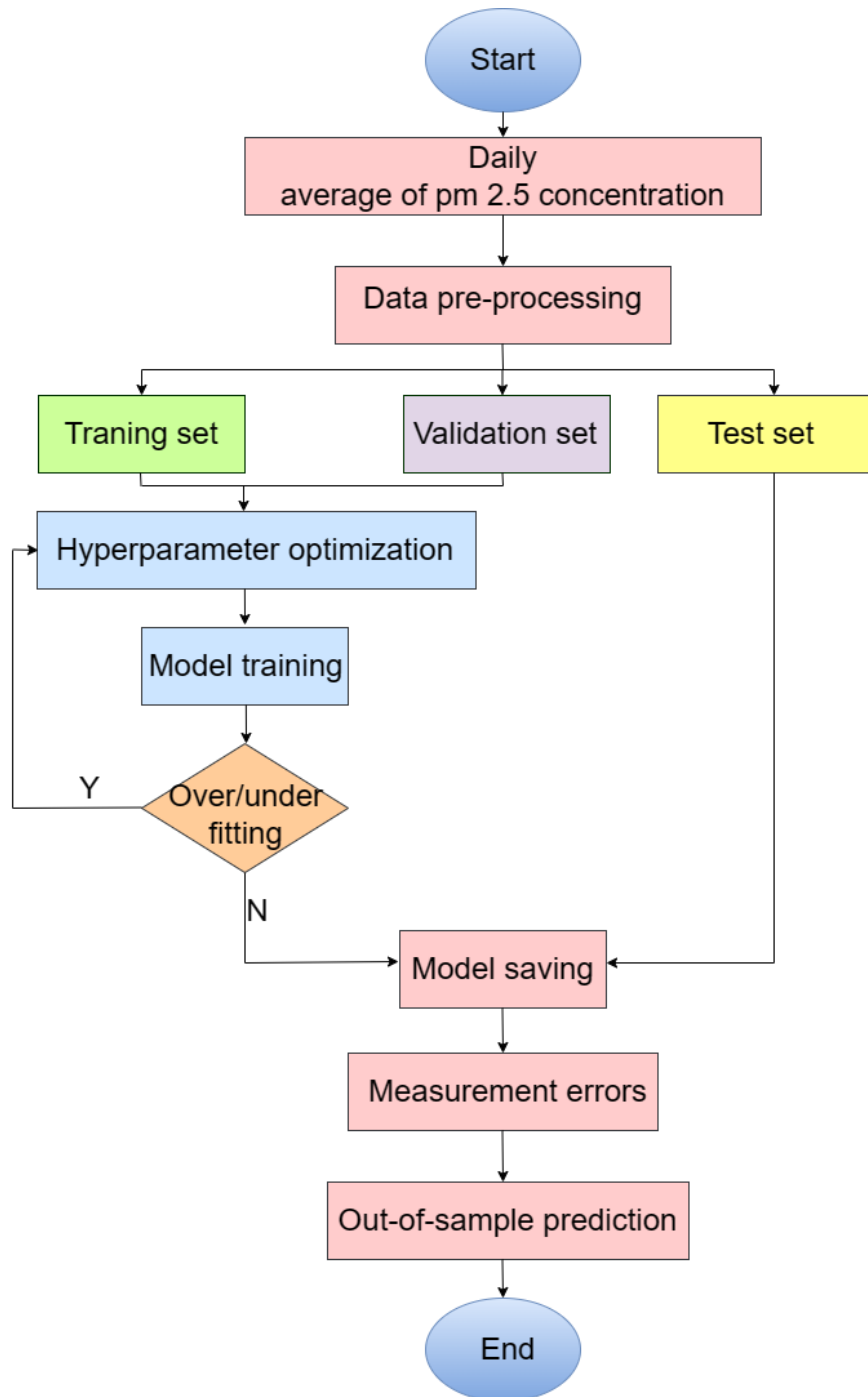 Start
Daily
average of pm 2.5 concentration
Data pre-processing
Traning set
Validation set
Test set
Hyperparameter optimization
Model training
Y
Over/under
fitting
N
Model saving
Measurement errors
Out-of-sample prediction
End